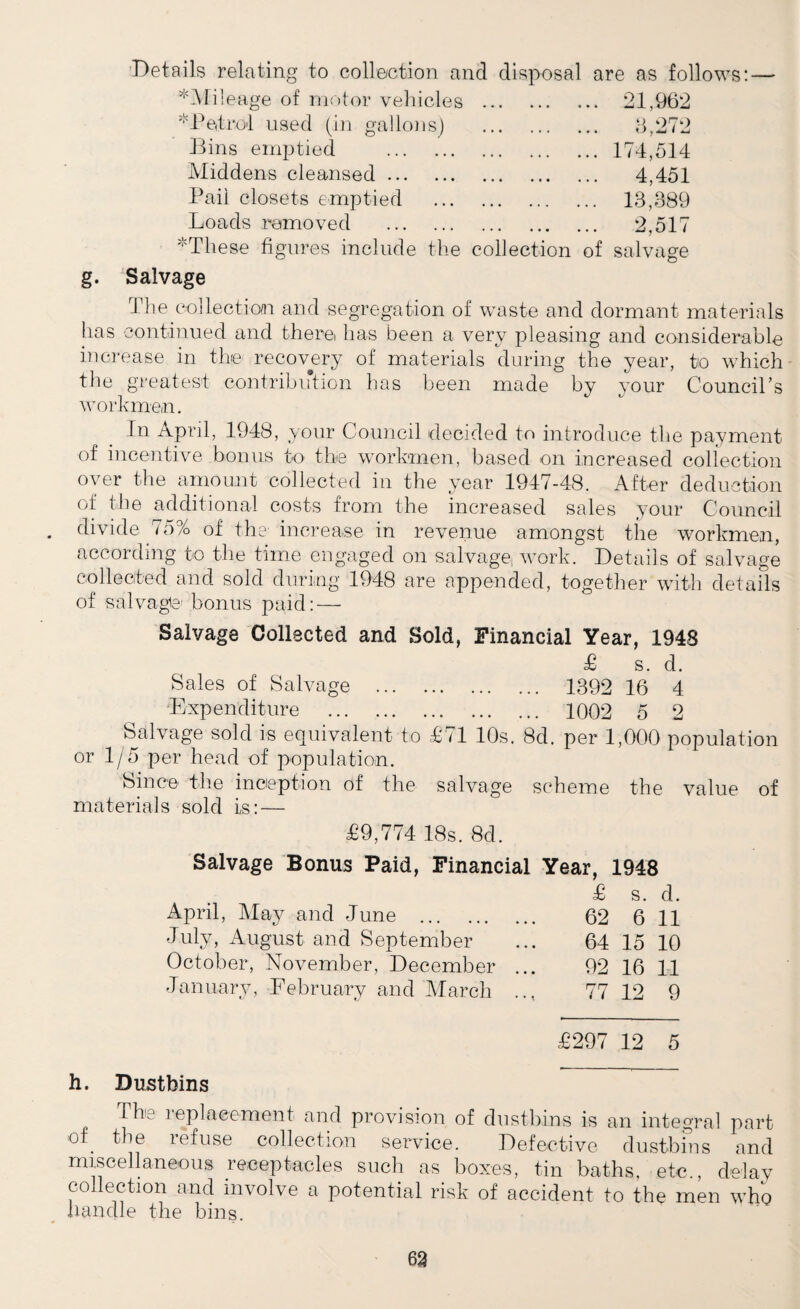 Details relating to collection and disposal are as follows:—
*Mileage of motor vehicles ... ... ... 21,962
*Petrol used (in gallons) ... ... ... 3,272
Bins emptied ... ... ... ... ... 174,514
Middens cleansed ... ... ... ... ... 4,451
Pail closets emptied ... ... ... ... ... 13,389
Loads removed ... ... ... ... ... 2,517
*These figures include the collection of salvage
g. Salvage
The collection and segregation of waste and dormant materials
has continued and there has been a very pleasing and considerable
increase in the recovery of materials during the year, to which
the greatest contribution has been made by your Council's
workmen.
In April, 1948, your Council decided to introduce the payment
of incentive bonus to the workmen, based on increased collection
over the amount collected in the year 1947-48. After deduction
of the additional costs from the increased sales your Council
divide 75% of the increase in revenue amongst the workmen,
according to the time engaged on salvage work. Details of salvage
collected and sold during 1948 are appended, together with details
of salvage bonus paid:—
Salvage Collected and Sold, Financial Year, 1948
£ s. d.
Sales of Salvage ... ... ... ... ... 1392 16 4
Expenditure ... ... ... ... ... ... 1002 5 2
Salvage sold is equivalent to £71 10s. 8d. per 1,000 population
or 1/5 per head of population.
Since the inception of the salvage scheme the value of
materials sold is:—
£9,774 18s. 8d.
Salvage Bonus Paid, Financial Year, 1948
£ s. d.
April, May and June ... ... ... 62 6 11
July, August and September ... 64 15 10
October, November, December ... 92 16 11
January, February and March .., 77 12 9
£297 12 5
h. Dustbins
The replacement and provision of dustbins is an integral part
of the refuse collection service. Defective dustbins and
miscellaneous receptacles such as boxes, tin baths, etc., delay
collection and involve a potential risk of accident to the men who
handle the bins.
62